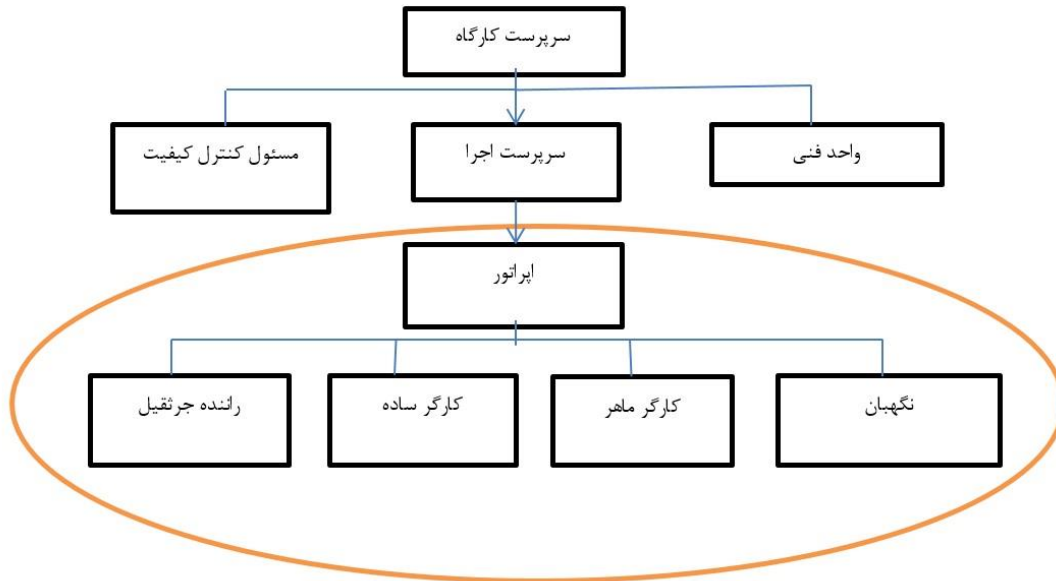 سرپرست کارگاه
واحد فنی
سرپرست اجرا
مسئول کنترل کیفیت
اپراتور
نگهبان
کارگر ماهر
کارگر ساده
راننده جرثقیل